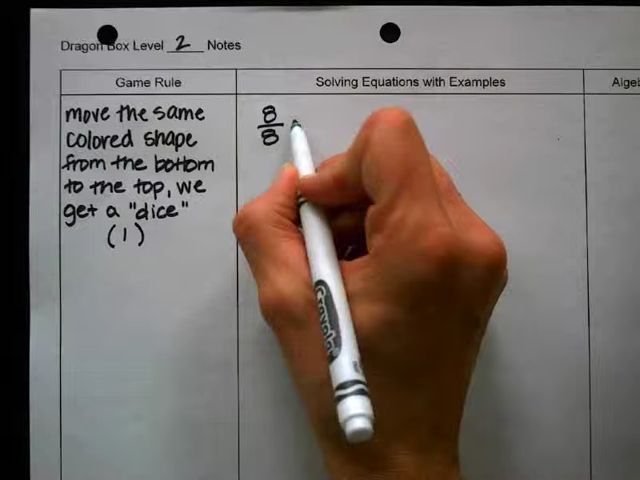 Dragon Box Level 2 Notes
Game Rule
Solving Equations with Examples
move the same
colored shape
from the bottom
to the top, we
get a "dice"
(1)
8
8
Crayola